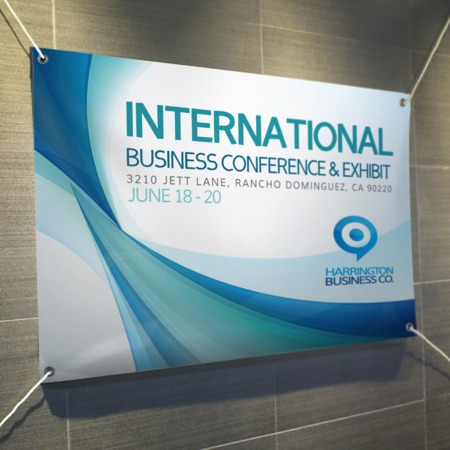 INTERNATIONAL
BUSINESS CONFERENCE & EXHIBIT
3210 JETT LANE, RANCHO DOMINGUEZ, CA 90220
JUNE 18 - 20
HARRINGTON
BUSINESS CO.